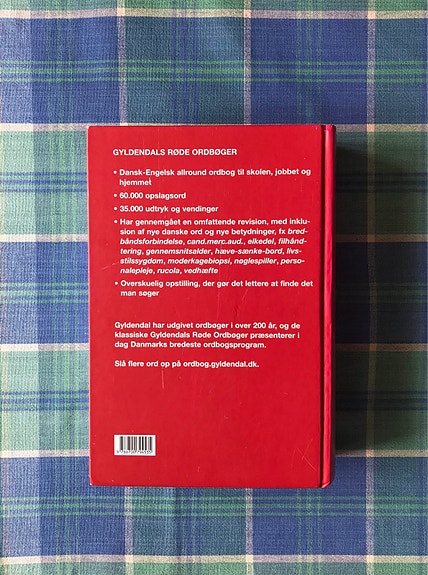 GYLDENDALS RØDE ORDBØGER
• Dansk-Engelsk allround ordbog til skolen, jobbet og
hjemmet
• 60.000 opslagsord
• 35.000 udtryk og vendinger
• Har gennemgået en omfattende revision, med inklu-
sion af nye danske ord og nye betydninger, fx bred-
båndsforbindelse, cand.merc.aud., elkedel, filhånd-
tering, gennemsnitsalder, hæve-sænke-bord, livs-
stilssygdom, moderkagebiopsi, nøglespiller, perso-
nalepleje, rucola, vedhæfte
• Overskuelig opstilling, der gør det lettere at finde det
man søger
Gyldendal har udgivet ordbøger i over 200 år, og de
klassiske Gyldendals Røde Ordbøger præsenterer i
dag Danmarks bredeste ordbogsprogram.
Slå flere ord op på ordbog.gyldendal.dk.